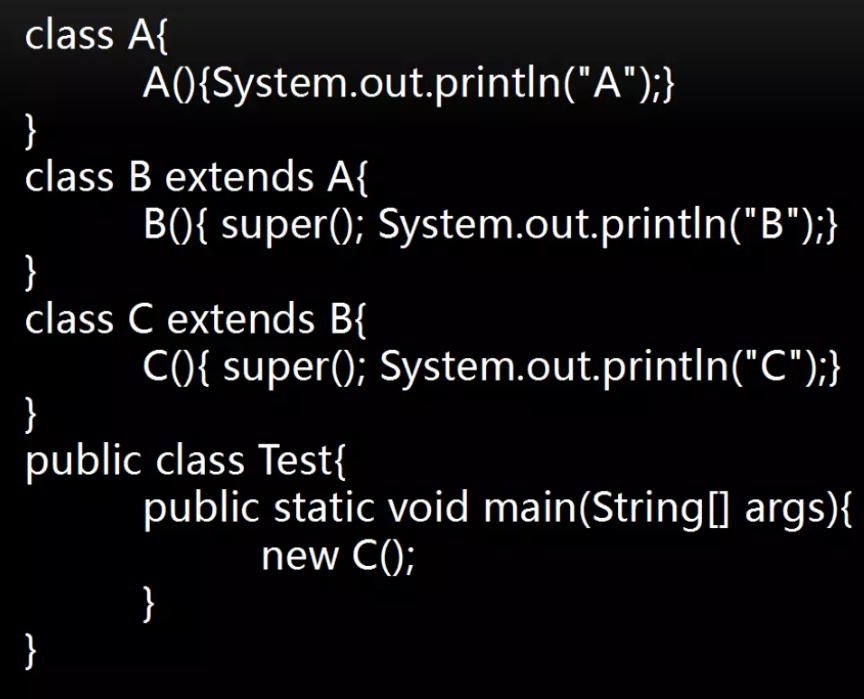 class A{
A(){System.out.println("A");}
}
class B extends A{
B(){ super(); System.out.println("B");}
}
class C extends B{
C(){ super(); System.out.println("C");}
}
public class Test{
public static void main(String[] args){
new C();
}
}